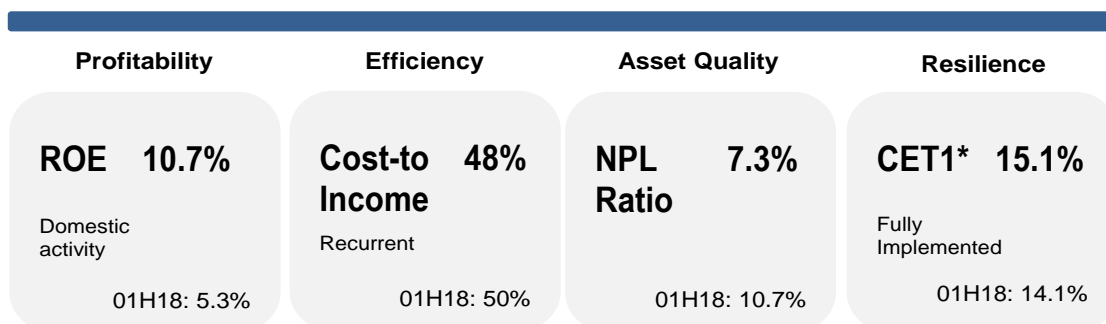 Profitability
Efficiency
Asset Quality
Resilience
ROE 10.7%
Domestic
activity
01H18: 5.3%
Cost-to 48%
Income
Recurrent
01H18: 50%
NPL 7.3%
Ratio
01H18: 10.7%
CET1* 15.1%
Fully
Implemented
01H18: 14.1%